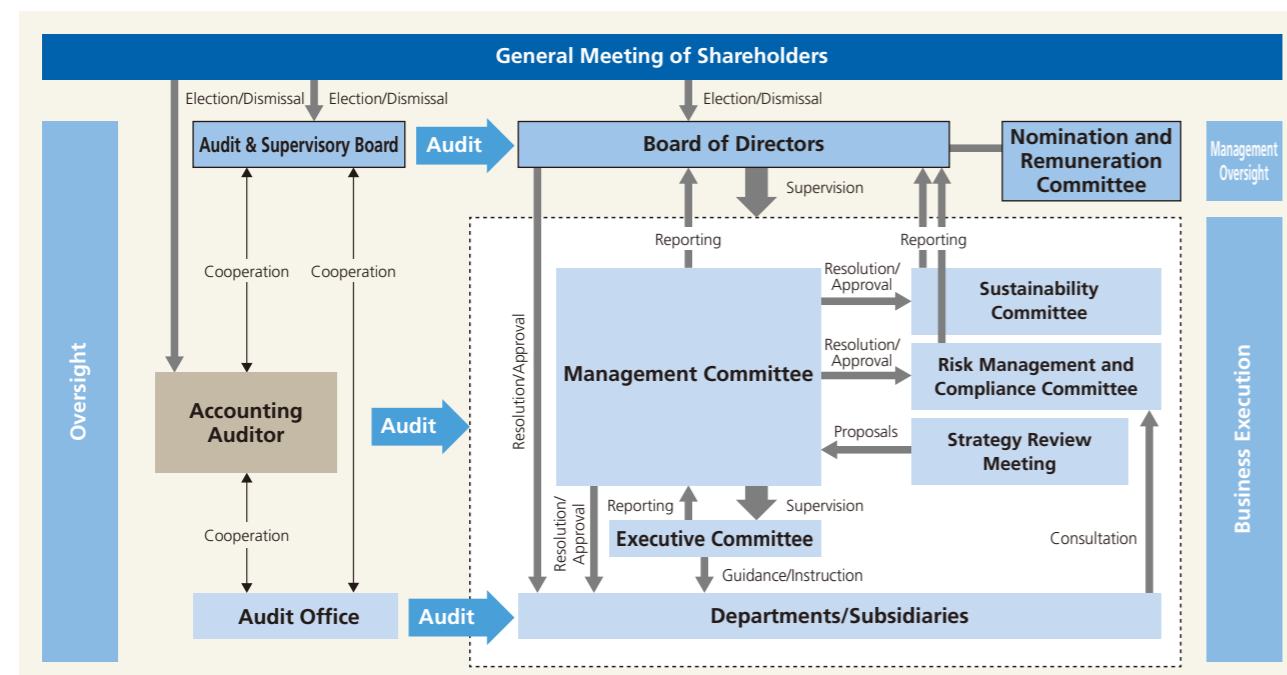 General Meeting of Shareholders
Election/Dismissal
Election/Dismissal
Election/Dismissal
Audit & Supervisory Board
Audit
Board of Directors
Nomination and
Remuneration
Committee
Management
Oversight
Supervision
Reporting
Reporting
Cooperation
Cooperation
Resolution/
Approval
Sustainability
Committee
Oversight
Resolution/Approval
Management Committee
Resolution/
Approval
Risk Management and
Compliance Committee
Business Execution
Accounting
Auditor
Audit
Proposals
Strategy Review
Meeting
Resolution/
Approval
Reporting
Supervision
Cooperation
Executive Committee
Consultation
Guidance/Instruction
Audit Office
Audit
Departments/Subsidiaries